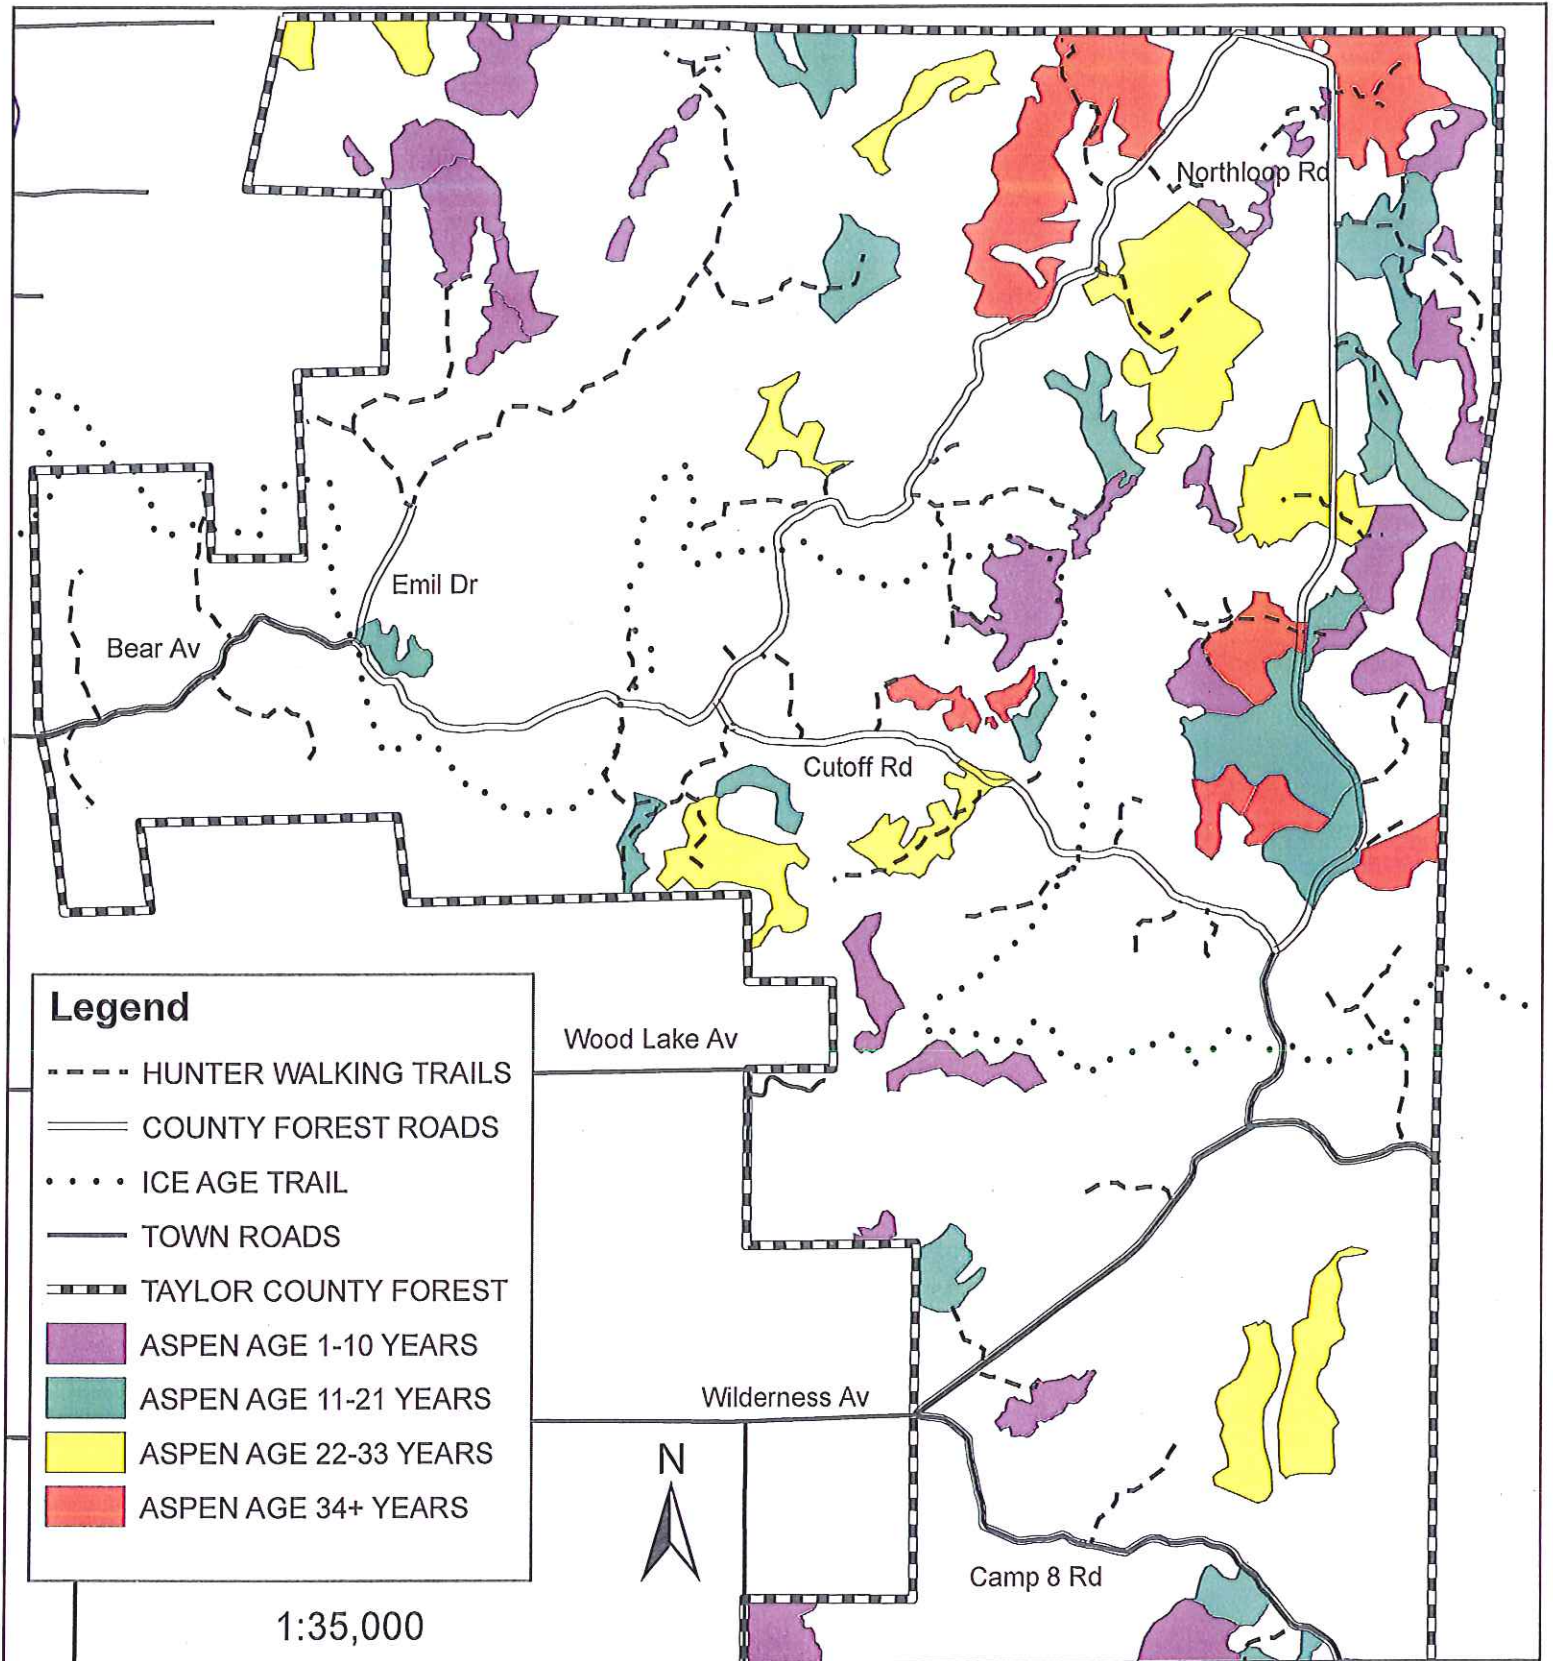 Northloop Rd
Emil Dr
Bear Av
Cutoff Rd
Legend
HUNTER WALKING TRAILS
COUNTY FOREST ROADS
ICE AGE TRAIL
TOWN ROADS
TAYLOR COUNTY FOREST
ASPEN AGE 1-10 YEARS
ASPEN AGE 11-21 YEARS
ASPEN AGE 22-33 YEARS
ASPEN AGE 34+ YEARS
Wood Lake Av
Wilderness Av
N
Camp 8 Rd
1:35,000